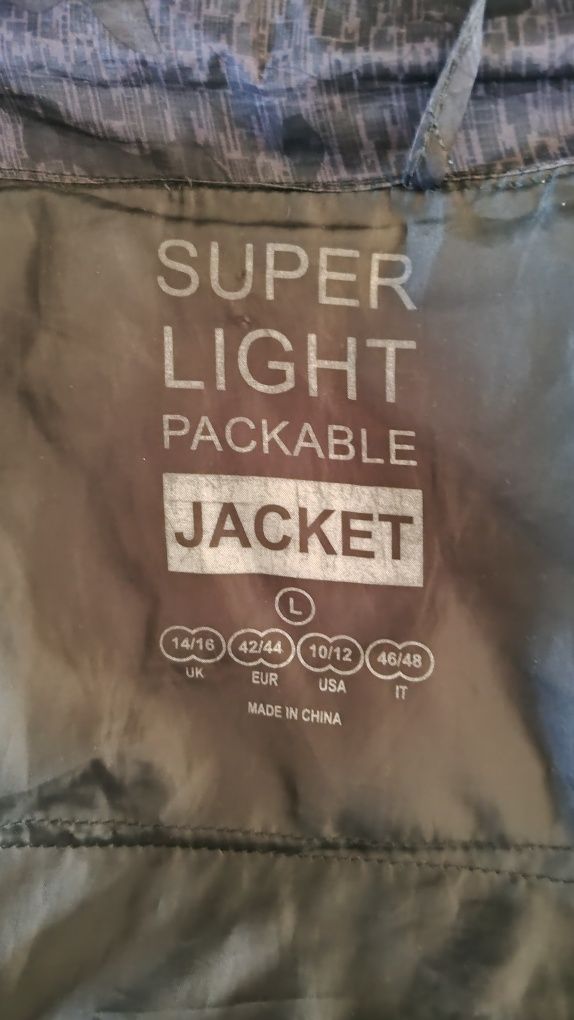 SUPER
LIGHT
PACKABLE
JACKET
L
14/16 42/44 10/12 46/48
UK EUR USA IT
MADE IN CHINA